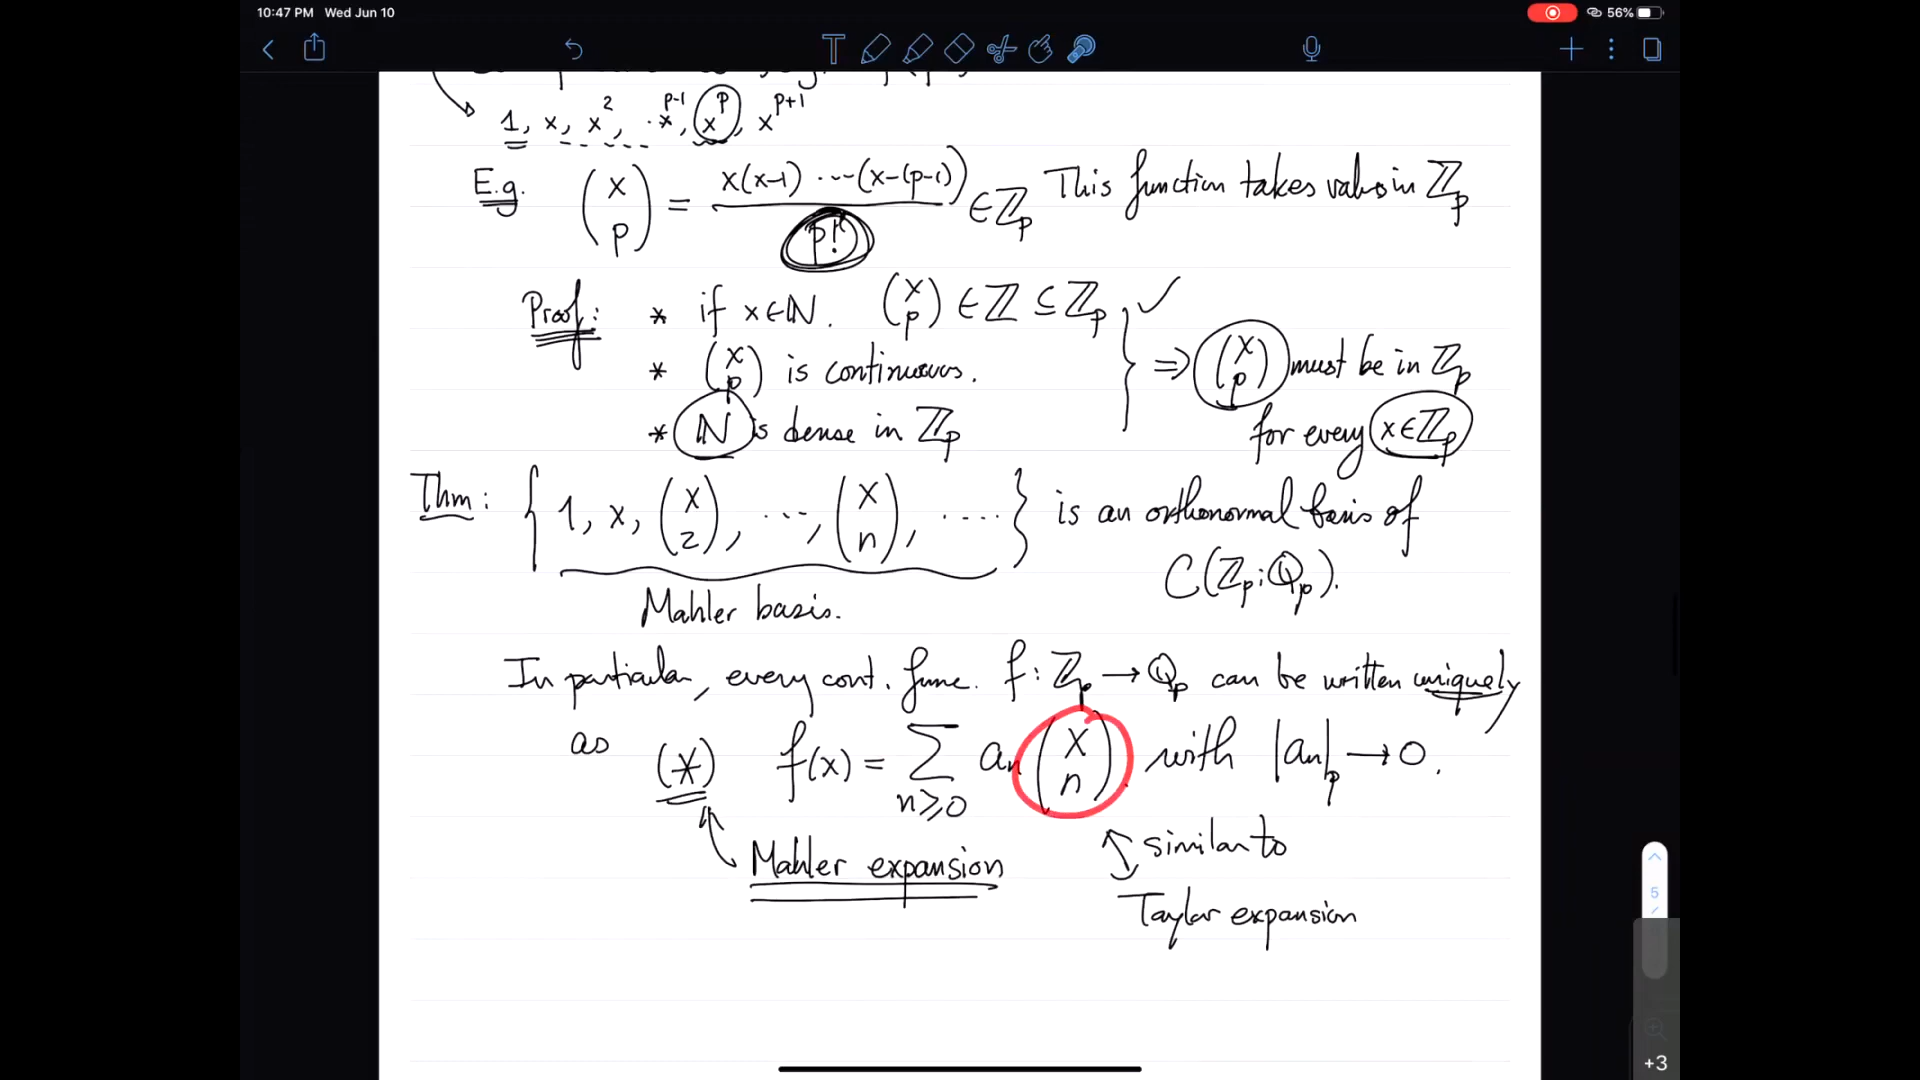 10:47 PM Wed Jun 10
56%
1, x, x², ·x^{p-1}, x^p, x^{p+1}
E.g. (x p) = x(x-1) ··· (x-(p-1)) / p! ∈ ℤ_p This function takes values in ℤ_p
Proof: * if x∈ℕ. (x p) ∈ ℤ ⊆ ℤ_p ✓
* (x p) is continuous. } ⇒ (x p) must be in ℤ_p
* ℕ is dense in ℤ_p for every x∈ℤ_p
Thm: { 1, x, (x 2), ···, (x n), ···· } is an orthonormal basis of
C(ℤ_p; ℚ_p).
Mahler basis.
In particular, every cont. func. f: ℤ_p → ℚ_p can be written uniquely
as (*) f(x) = Σ_{n≥0} a_n (x n) with |a_n|_p → 0.
Mahler expansion
similar to
Taylor expansion
5
+3